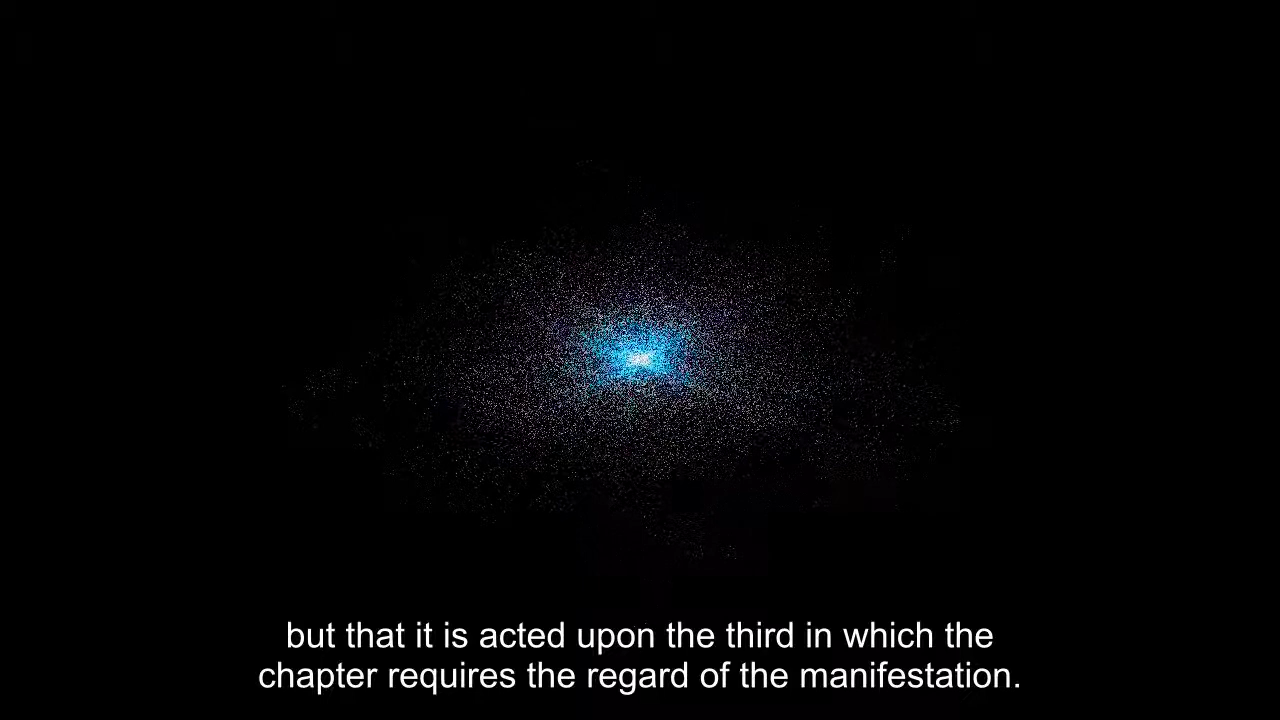 but that it is acted upon the third in which the
chapter requires the regard of the manifestation.